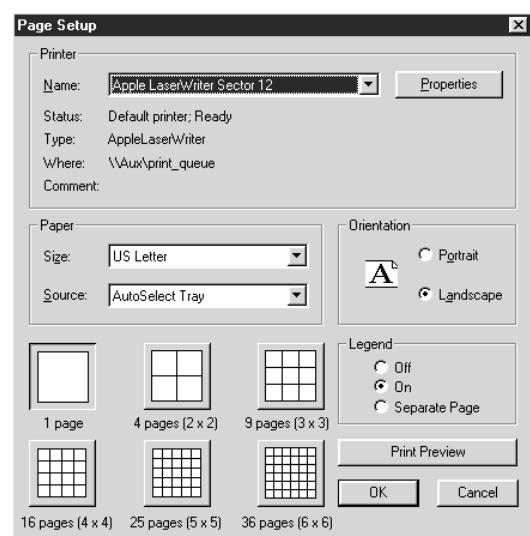 Page Setup
Printer
Name: Apple LaserWriter Sector 12 Properties
Status: Default printer; Ready
Type: AppleLaserWriter
Where: \\Aux\print_queue
Comment:
Paper
Size: US Letter
Source: AutoSelect Tray
Orientation
A
Portrait
Landscape
1 page 4 pages (2 x 2) 9 pages (3 x 3)
16 pages (4 x 4) 25 pages (5 x 5) 36 pages (6 x 6)
Legend
Off
On
Separate Page
Print Preview
OK Cancel